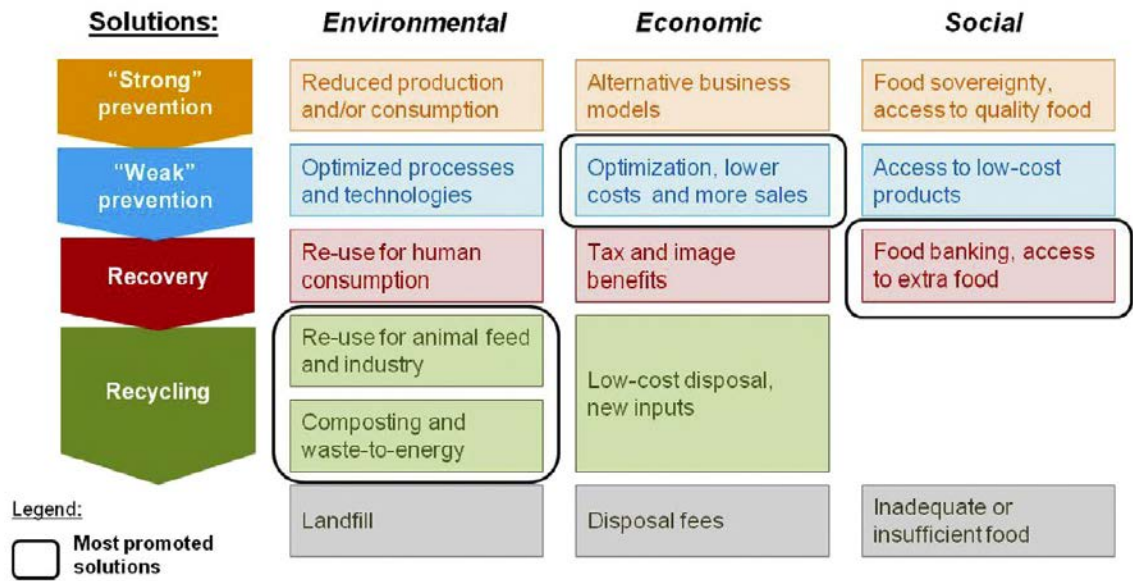 Solutions:
Environmental
Economic
Social
"Strong"
prevention
Reduced production
and/or consumption
Alternative business
models
Food sovereignty,
access to quality food
"Weak"
prevention
Optimized processes
and technologies
Optimization, lower
costs and more sales
Access to low-cost
products
Recovery
Re-use for human
consumption
Tax and image
benefits
Food banking, access
to extra food
Recycling
Re-use for animal feed
and industry
Composting and
waste-to-energy
Low-cost disposal,
new inputs
Landfill
Disposal fees
Inadequate or
insufficient food
Legend:
Most promoted
solutions